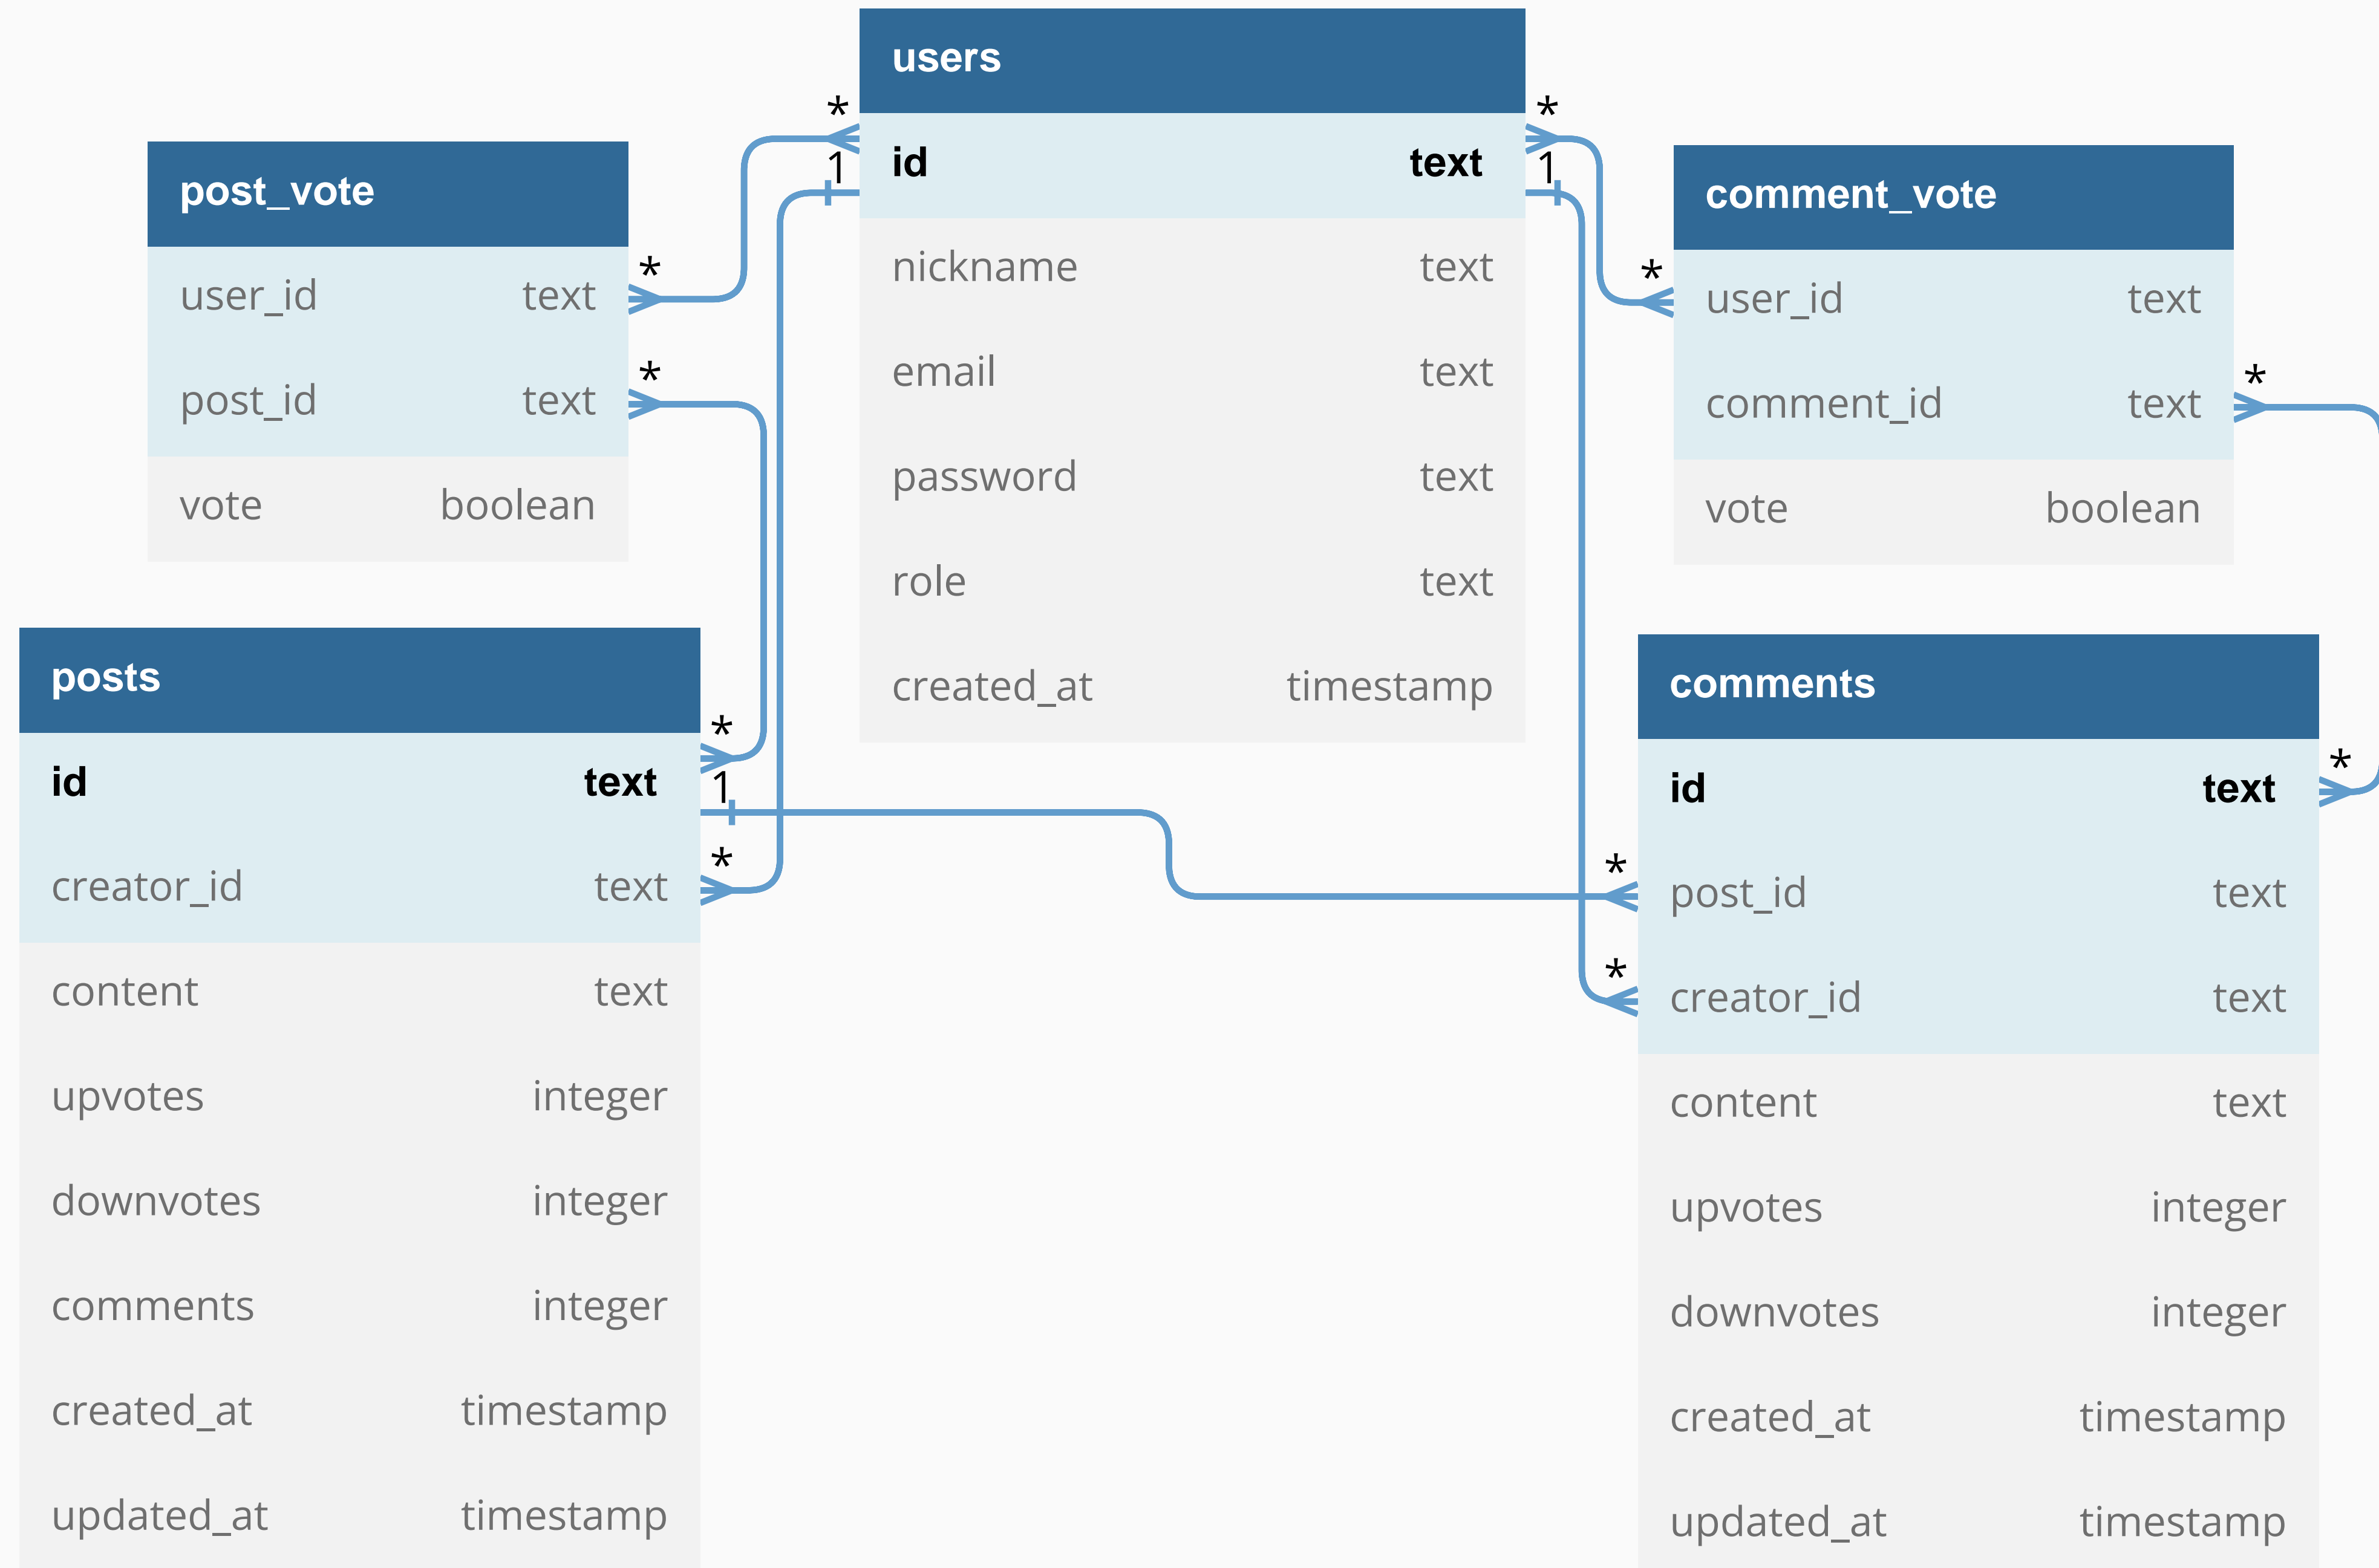 users
*
*
1
id text
1
nickname text
email text
password text
role text
created_at timestamp
post_vote
user_id text
*
post_id text
*
vote boolean
comment_vote
*
user_id text
comment_id text
*
vote boolean
posts
*
id text
1
creator_id text
*
content text
upvotes integer
downvotes integer
comments integer
created_at timestamp
updated_at timestamp
comments
id text
*
*
post_id text
*
creator_id text
content text
upvotes integer
downvotes integer
created_at timestamp
updated_at timestamp